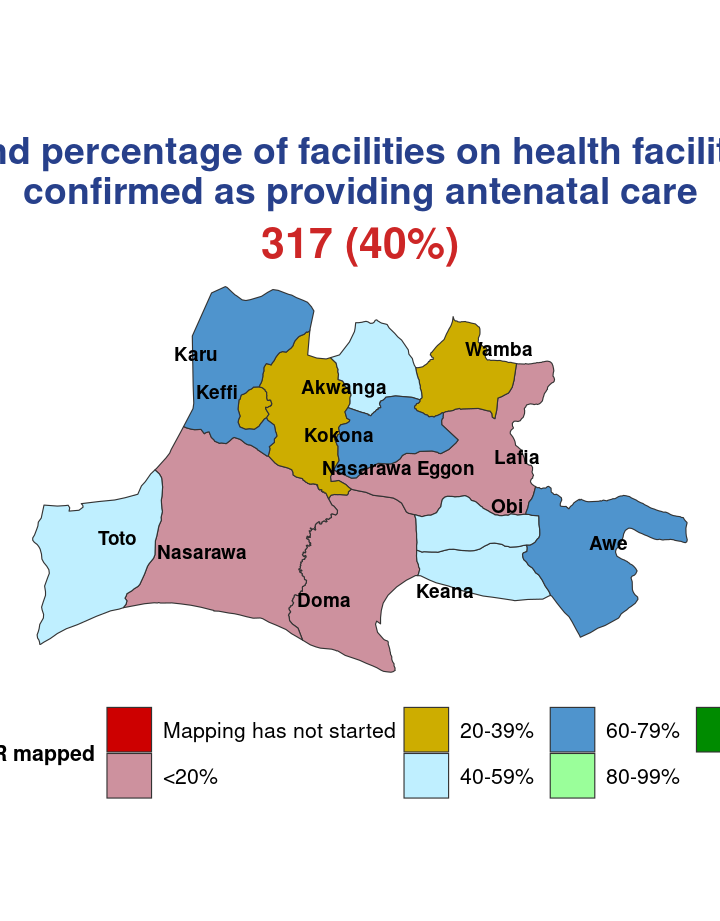 nd percentage of facilities on health facilit
confirmed as providing antenatal care
317 (40%)
Wamba
Karu
Akwanga
Keffi
Kokona
Lafia
Nasarawa Eggon
Obi
Toto
Awe
Nasarawa
Keana
Doma
R mapped
Mapping has not started
20-39%
60-79%
<20%
40-59%
80-99%